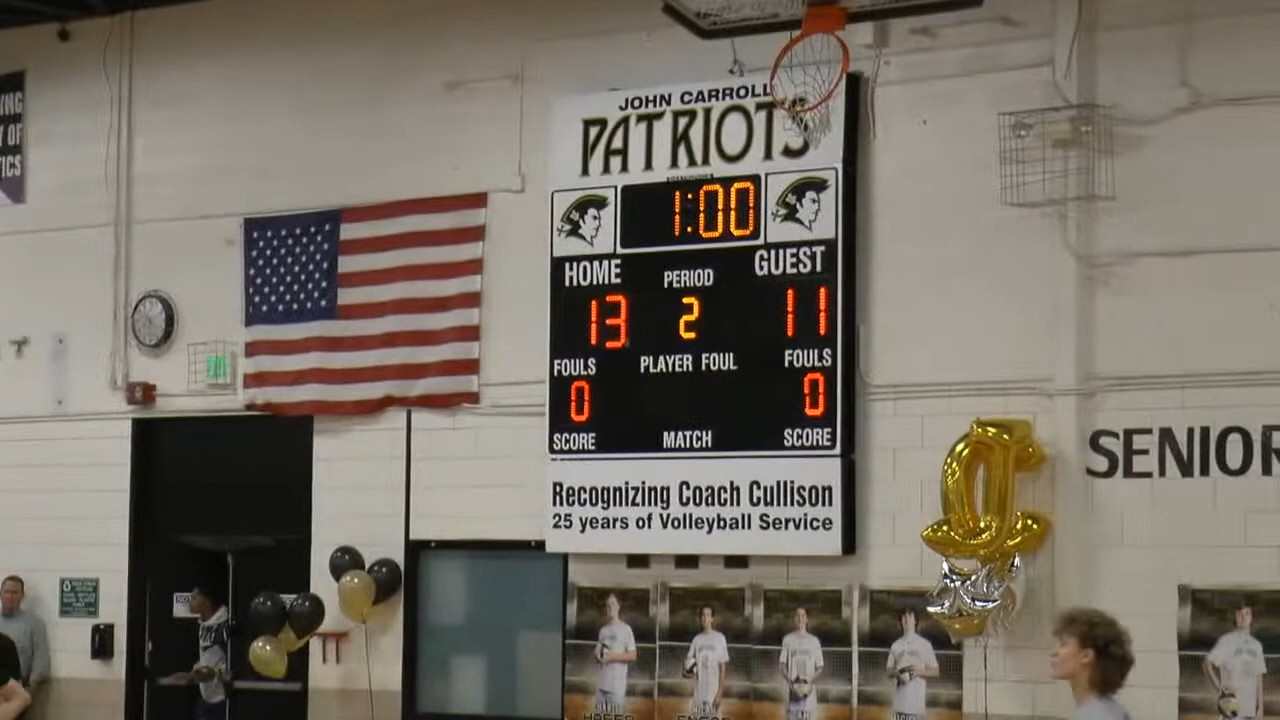 JOHN CARROLL
PATRIOTS
1:00
HOME
PERIOD
GUEST
13
2
11
FOULS
PLAYER FOUL
FOULS
0
0
SCORE
MATCH
SCORE
Recognizing Coach Cullison
25 years of Volleyball Service
SENIOR